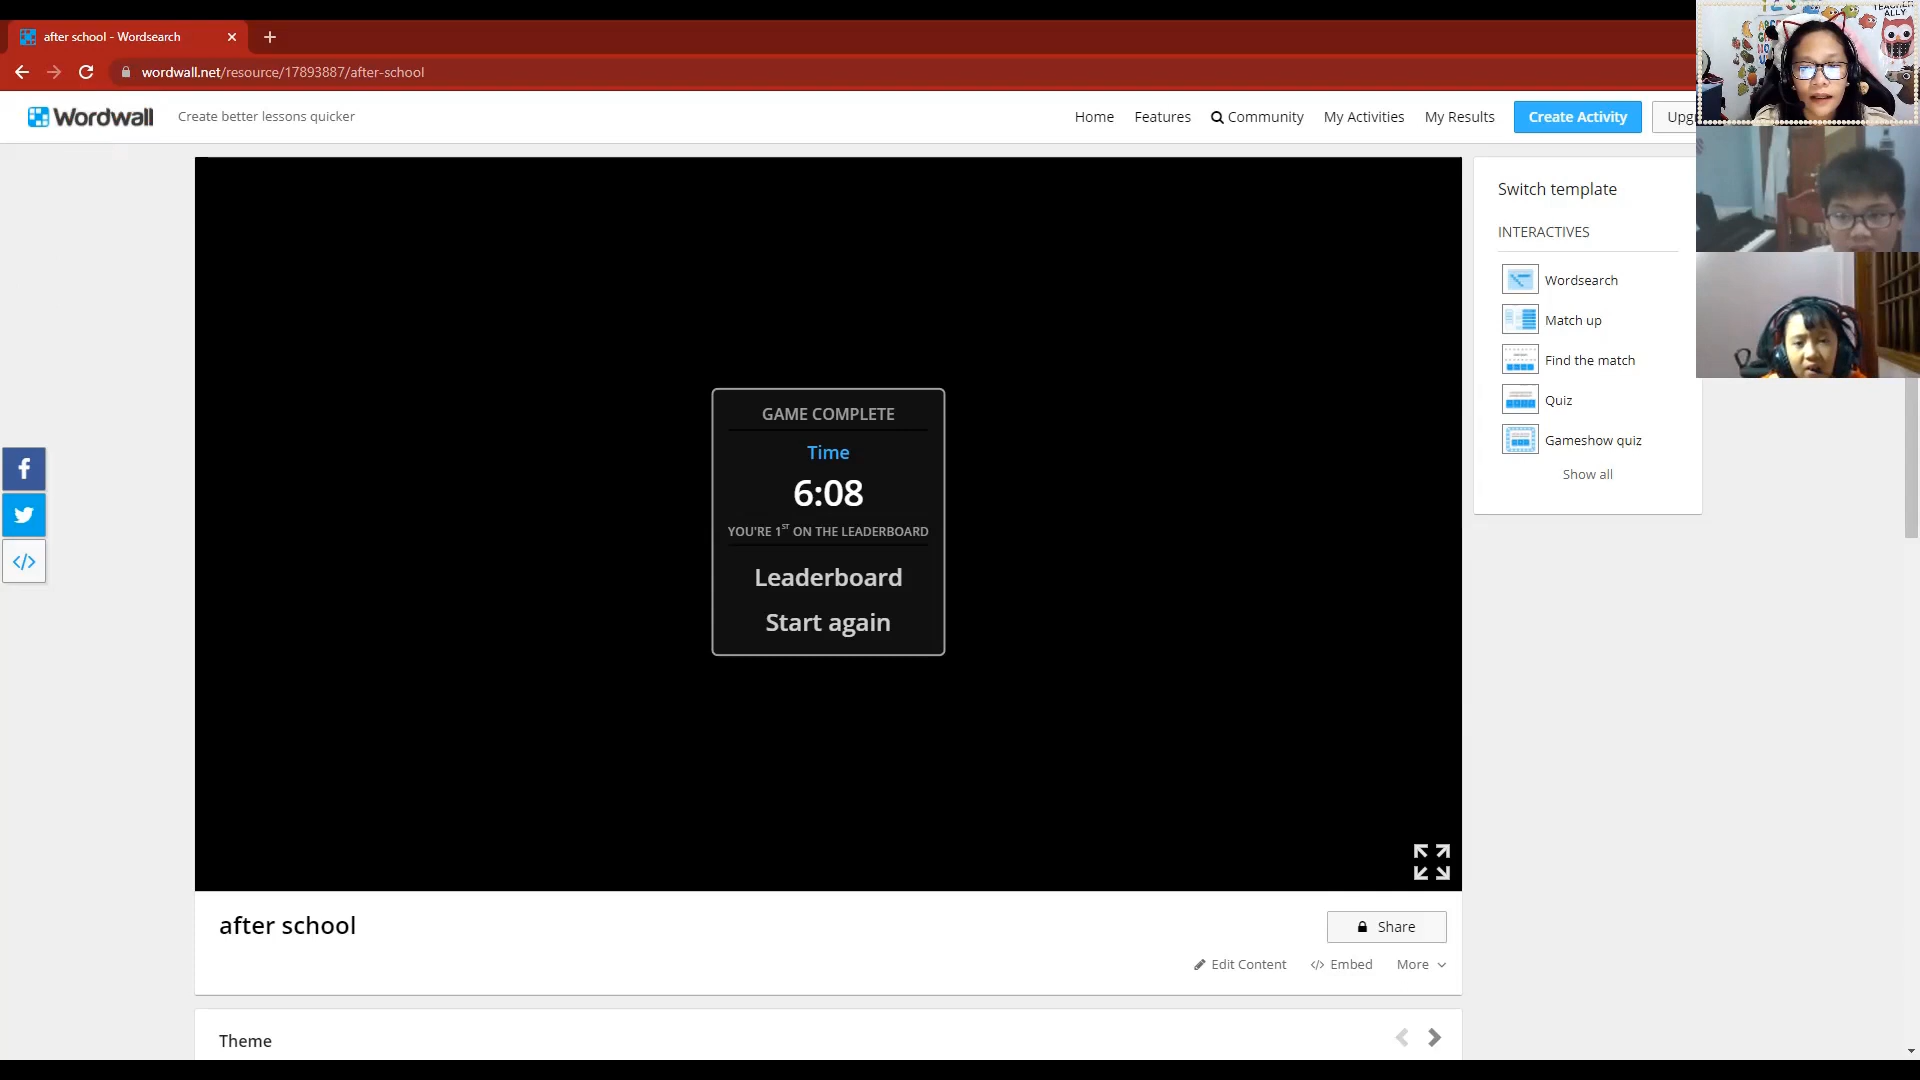 after school - Wordsearch
wordwall.net/resource/17893887/after-school
Wordwall
Create better lessons quicker
Home
Features
Community
My Activities
My Results
Create Activity
TEACHER
ALLY
Switch template
INTERACTIVES
Wordsearch
Match up
Find the match
Quiz
Gameshow quiz
Show all
GAME COMPLETE
Time
6:08
YOU'RE 1ST ON THE LEADERBOARD
Leaderboard
Start again
after school
Share
Edit Content
Embed
More
Theme